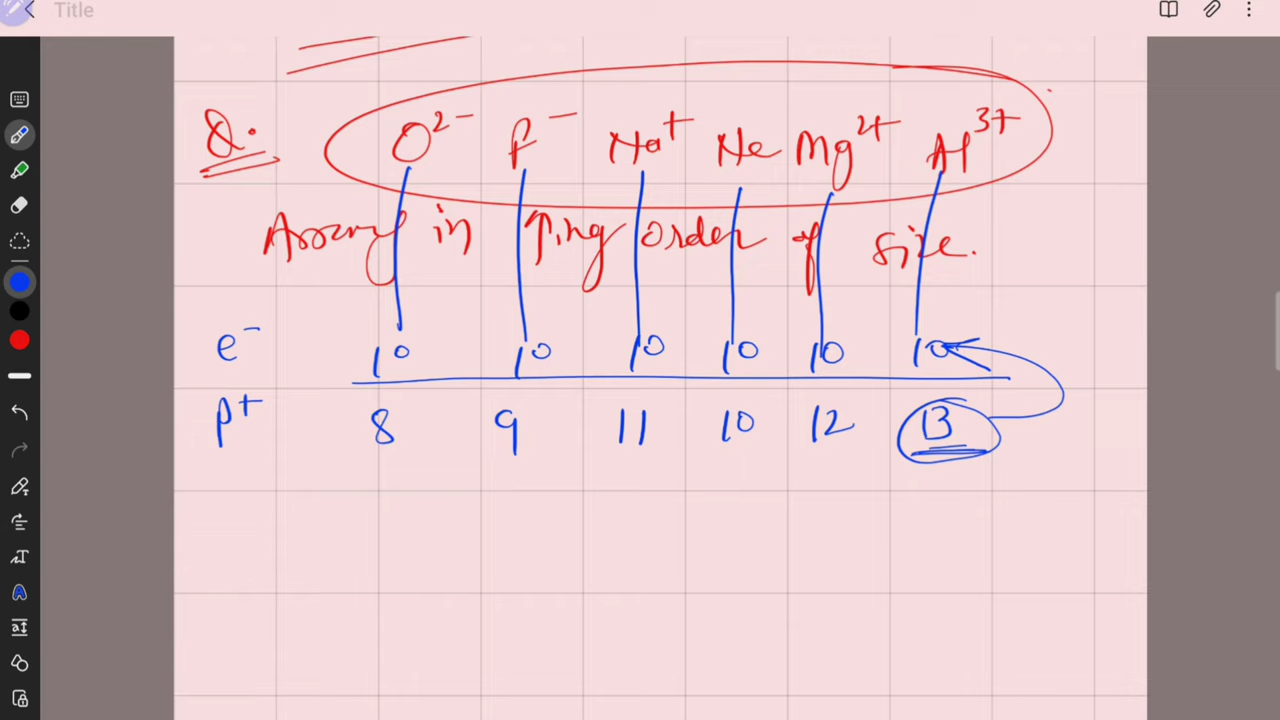 Title
Q. O²⁻ F⁻ Na⁺ Ne Mg²⁺ Al³⁺
Arrange in ↑ing order of size.
e⁻ 10 10 10 10 10 10
p⁺ 8 9 11 10 12 13